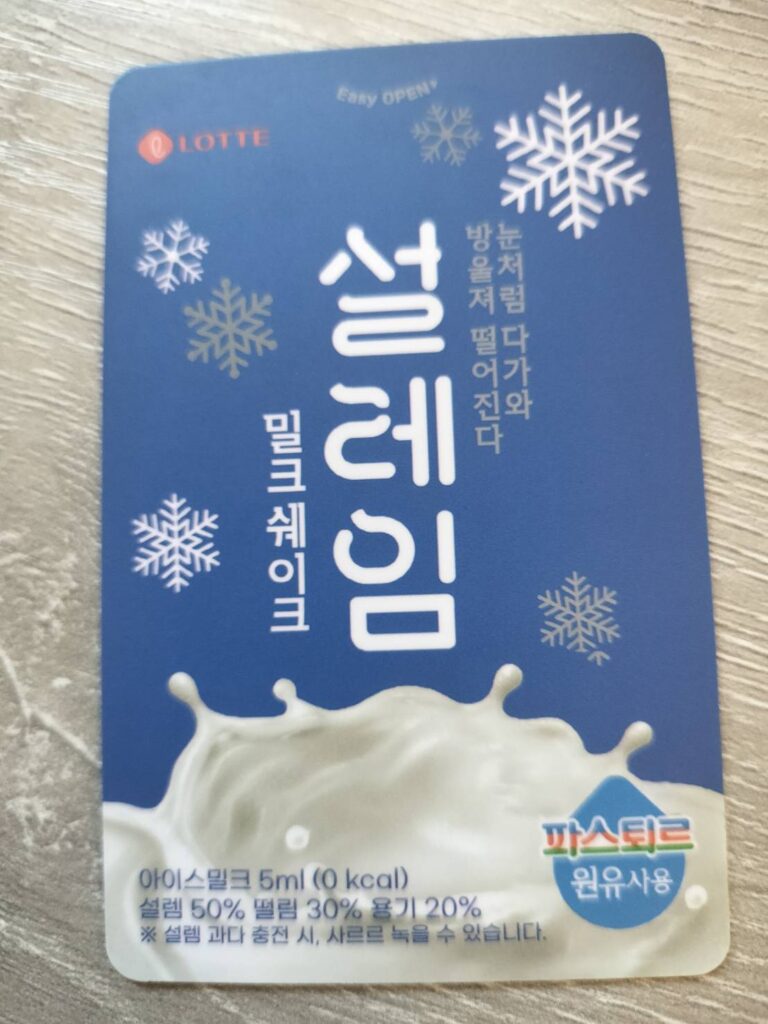 Easy OPEN*
LOTTE
눈처럼 다가와
방울져 떨어진다
설레임
밀크쉐이크
파스퇴르
원유사용
아이스밀크 5ml (0 kcal)
설렘 50% 떨림 30% 용기 20%
※ 설렘 과다 충전 시, 사르르 녹을 수 있습니다.